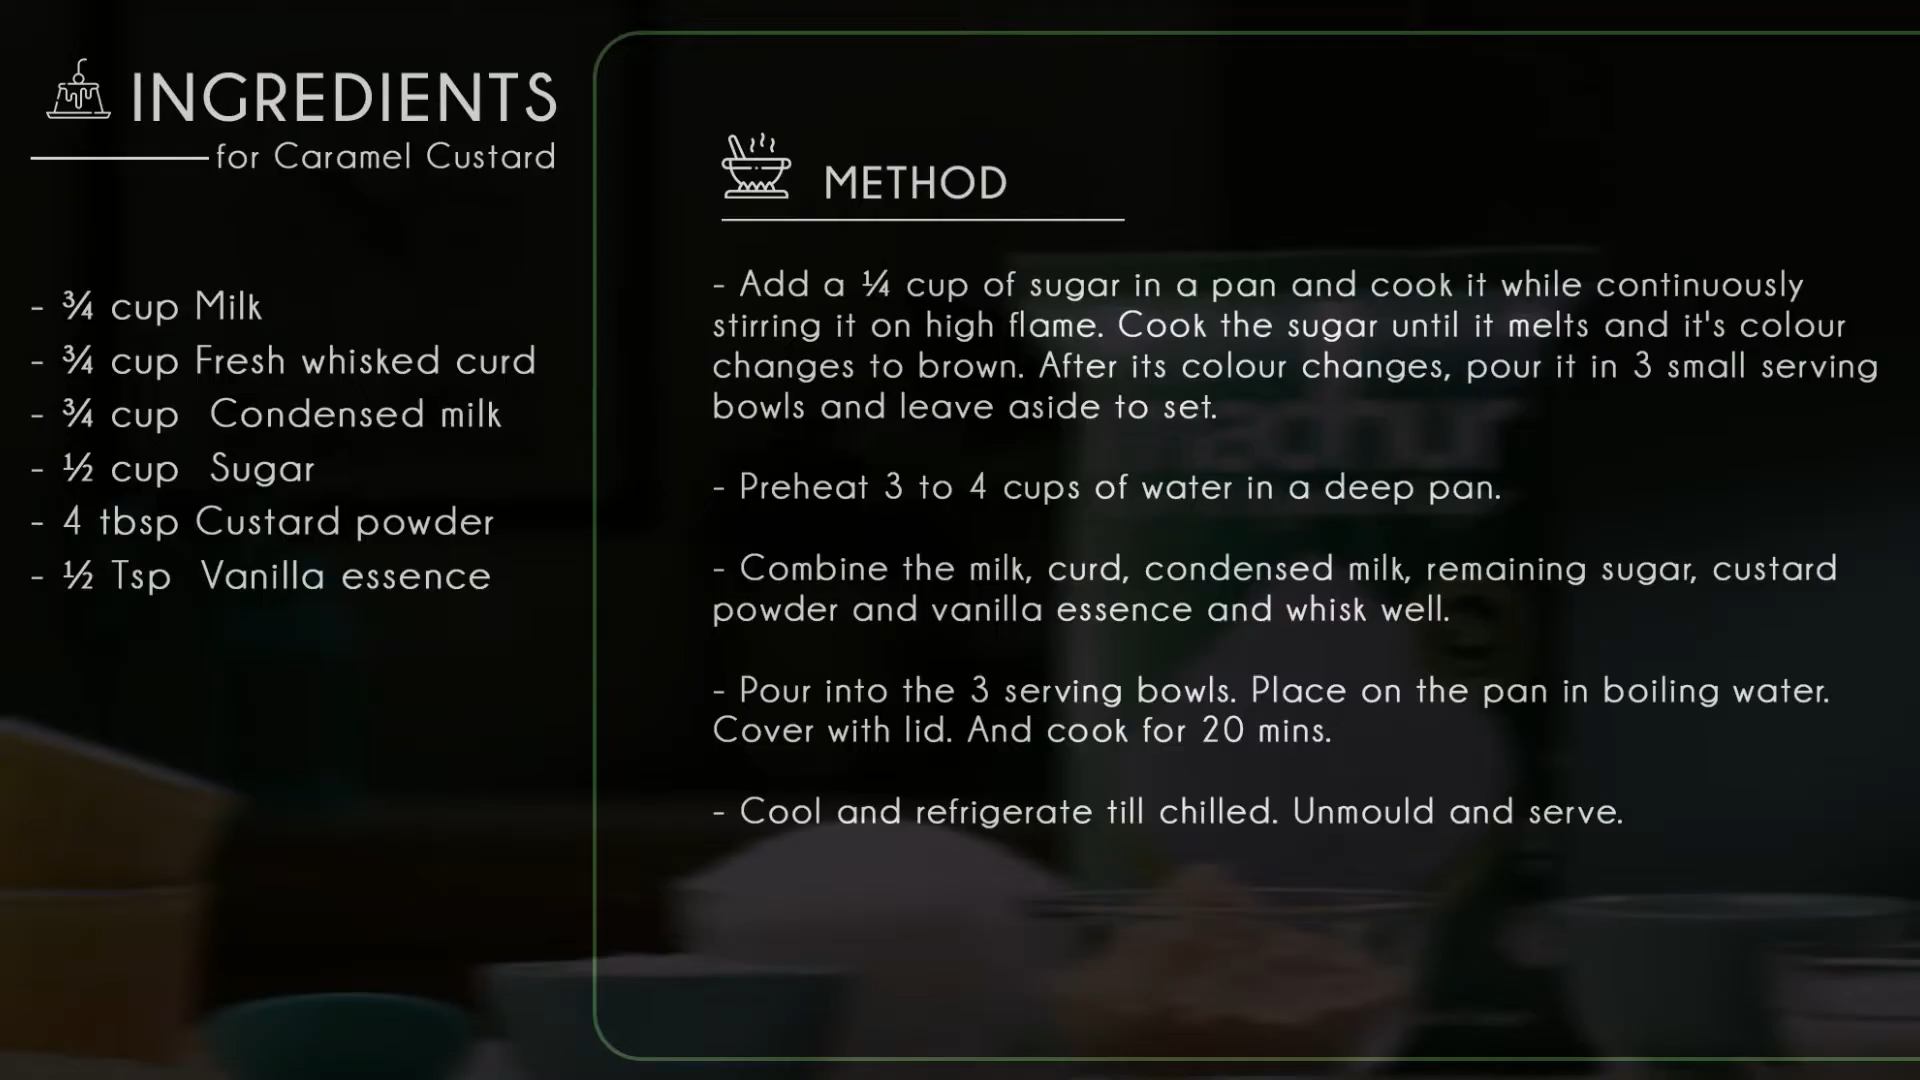 INGREDIENTS
for Caramel Custard
- ¾ cup Milk
- ¾ cup Fresh whisked curd
- ¾ cup Condensed milk
- ½ cup Sugar
- 4 tbsp Custard powder
- ½ Tsp Vanilla essence
METHOD
- Add a ¼ cup of sugar in a pan and cook it while continuously
stirring it on high flame. Cook the sugar until it melts and it's colour
changes to brown. After its colour changes, pour it in 3 small serving
bowls and leave aside to set.
- Preheat 3 to 4 cups of water in a deep pan.
- Combine the milk, curd, condensed milk, remaining sugar, custard
powder and vanilla essence and whisk well.
- Pour into the 3 serving bowls. Place on the pan in boiling water.
Cover with lid. And cook for 20 mins.
- Cool and refrigerate till chilled. Unmould and serve.
madhur